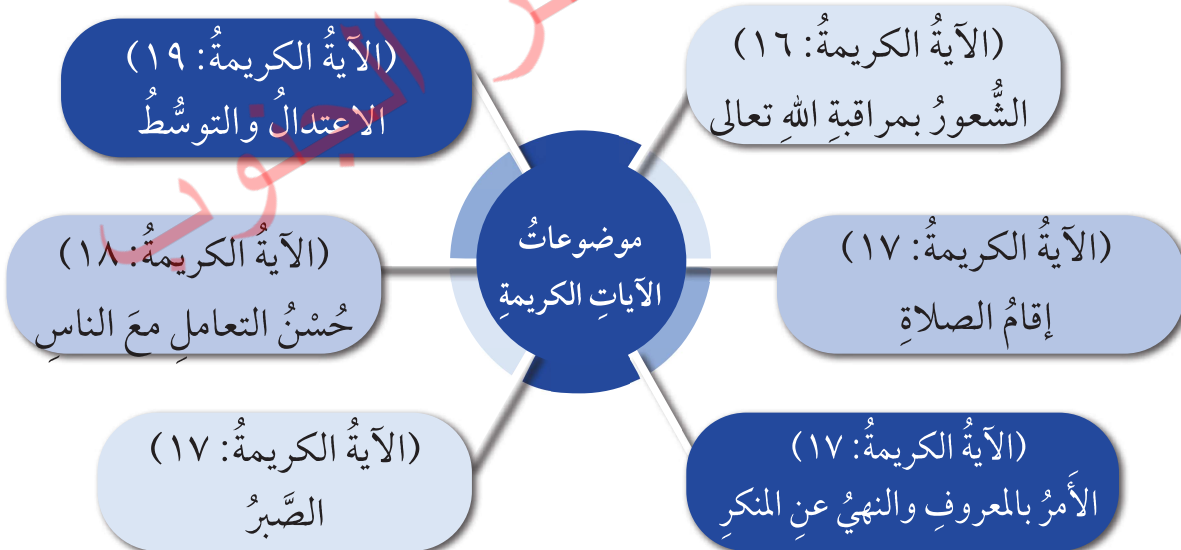 موضوعاتُ
الآياتِ الكريمةِ
(الآيةُ الكريمةُ: ١٦)
الشُّعورُ بمراقبةِ اللهِ تعالى
(الآيةُ الكريمةُ: ١٧)
إقامُ الصلاةِ
(الآيةُ الكريمةُ: ١٧)
الأَمرُ بالمعروفِ والنهيُ عنِ المنكرِ
(الآيةُ الكريمةُ: ١٧)
الصَّبرُ
(الآيةُ الكريمةُ: ١٨)
حُسْنُ التعاملِ معَ الناسِ
(الآيةُ الكريمةُ: ١٩)
الاعتدالُ والتوسُّطُ